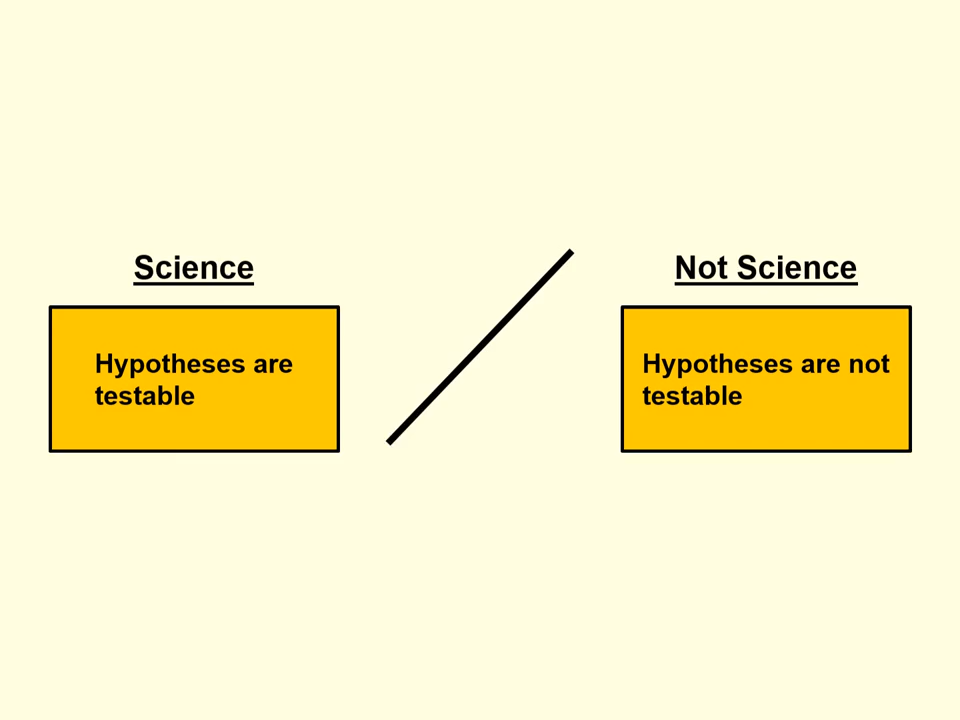 Science
Hypotheses are
testable
Not Science
Hypotheses are not
testable